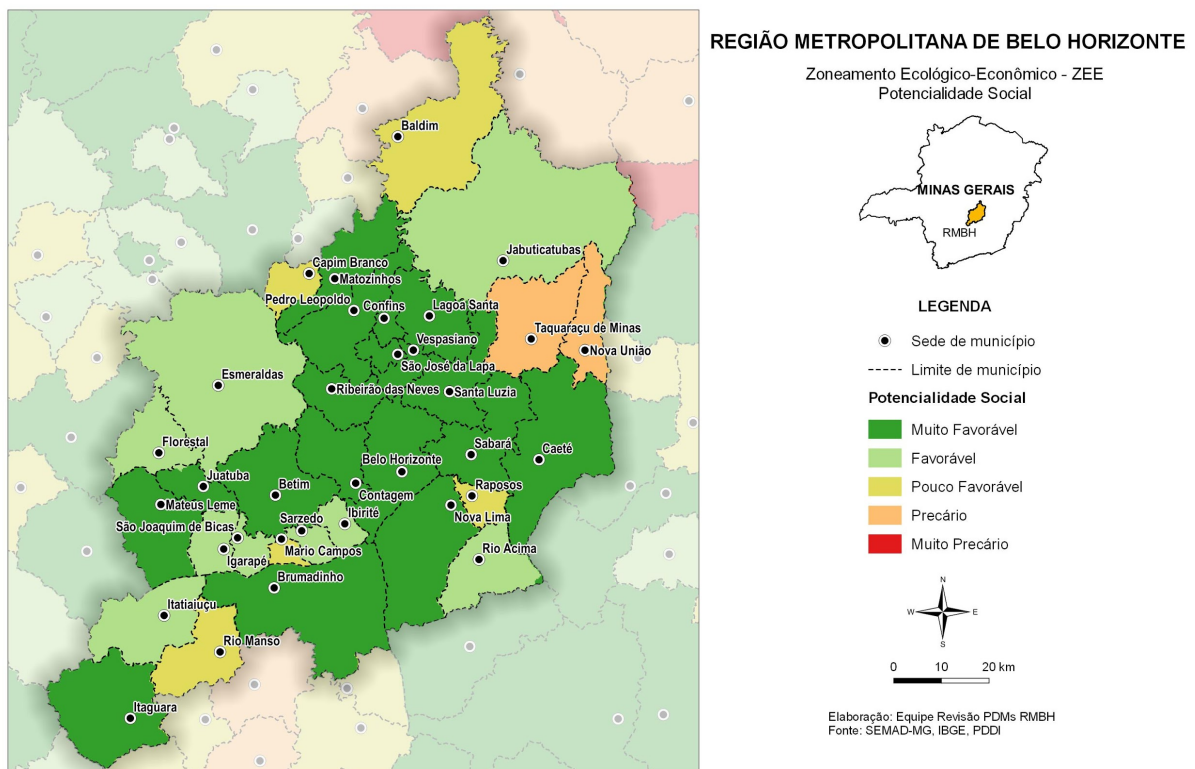 REGIÃO METROPOLITANA DE BELO HORIZONTE
Zoneamento Ecológico-Econômico - ZEE
Potencialidade Social
MINAS GERAIS
RMBH
LEGENDA
Sede de município
Limite de município
Potencialidade Social
Muito Favorável
Favorável
Pouco Favorável
Precário
Muito Precário
N
W
E
S
0 10 20 km
Elaboração: Equipe Revisão PDMs RMBH
Fonte: SEMAD-MG, IBGE, PDDI
Baldim
Jabuticatubas
Capim Branco
Matozinhos
Pedro Leopoldo
Confins
Lagoa Santa
Taquaraçu de Minas
Nova União
Vespasiano
São José da Lapa
Esmeraldas
Ribeirão das Neves
Santa Luzia
Florestal
Sabará
Caeté
Belo Horizonte
Juatuba
Betim
Contagem
Raposos
Mateus Leme
Nova Lima
Ibirité
São Joaquim de Bicas
Sarzedo
Mario Campos
Igarapé
Rio Acima
Brumadinho
Itatiaiuçu
Rio Manso
Itaguara